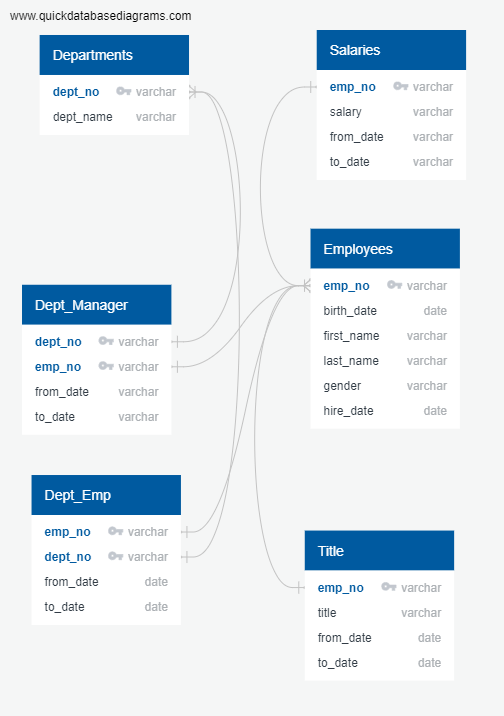 www.quickdatabasediagrams.com
Departments
dept_no varchar
dept_name varchar
Salaries
emp_no varchar
salary varchar
from_date varchar
to_date varchar
Employees
emp_no varchar
birth_date date
first_name varchar
last_name varchar
gender varchar
hire_date date
Dept_Manager
dept_no varchar
emp_no varchar
from_date varchar
to_date varchar
Dept_Emp
emp_no varchar
dept_no varchar
from_date date
to_date date
Title
emp_no varchar
title varchar
from_date date
to_date date